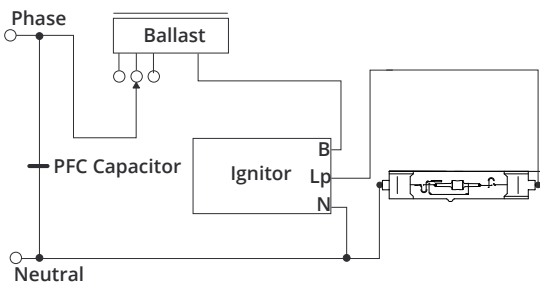 Phase
Ballast
PFC Capacitor
Ignitor
B
Lp
N
Neutral